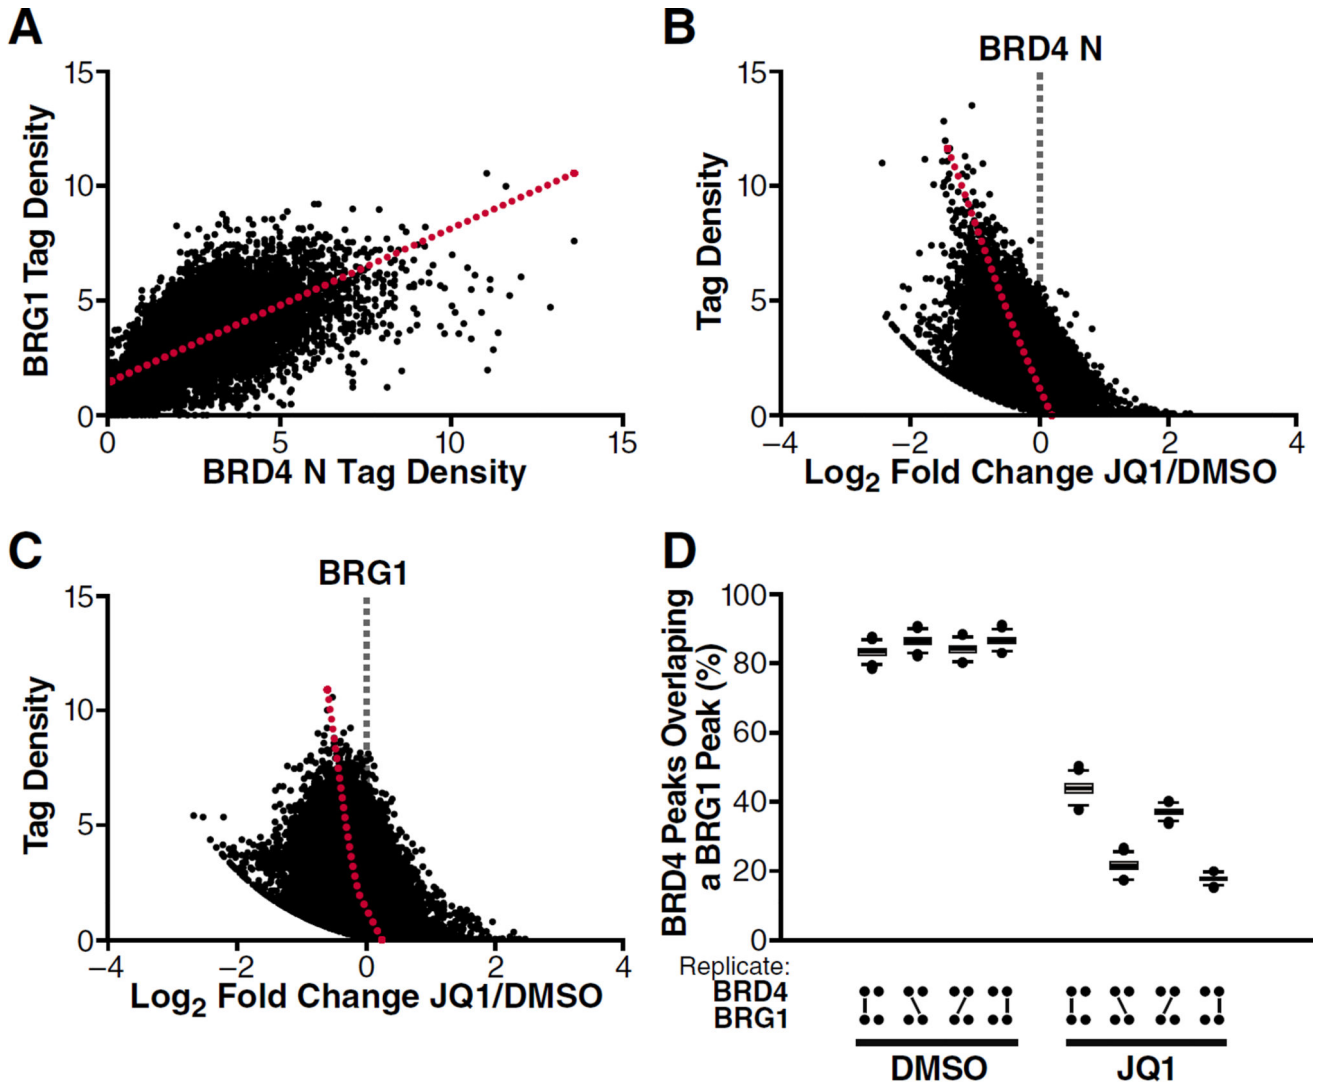 A
15
10
5
0
BRG1 Tag Density
0
5
10
15
BRD4 N Tag Density
B
BRD4 N
15
10
5
0
Tag Density
−4
−2
0
2
4
Log2 Fold Change JQ1/DMSO
C
BRG1
15
10
5
0
Tag Density
−4
−2
0
2
4
Log2 Fold Change JQ1/DMSO
D
100
80
60
40
20
0
BRD4 Peaks Overlaping
a BRG1 Peak (%)
Replicate:
BRD4
BRG1
DMSO
JQ1